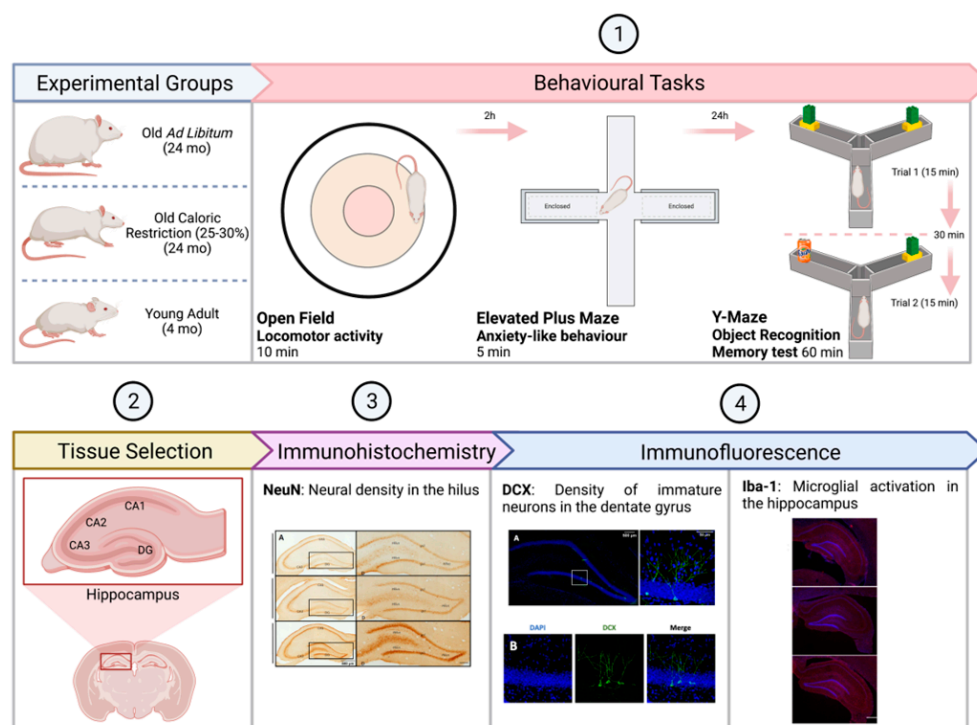 1
Experimental Groups
Behavioural Tasks
Old Ad Libitum
(24 mo)
Old Caloric
Restriction (25-30%)
(24 mo)
Young Adult
(4 mo)
2h
24h
Enclosed
Enclosed
Trial 1 (15 min)
30 min
Trial 2 (15 min)
Open Field
Locomotor activity
10 min
Elevated Plus Maze
Anxiety-like behaviour
5 min
Y-Maze
Object Recognition
Memory test 60 min
2
3
4
Tissue Selection
Immunohistochemistry
Immunofluorescence
CA1
CA2
CA3
DG
Hippocampus
NeuN: Neural density in the hilus
A
DCX: Density of immature
neurons in the dentate gyrus
A
DAPI
DCX
Merge
B
Iba-1: Microglial activation in
the hippocampus